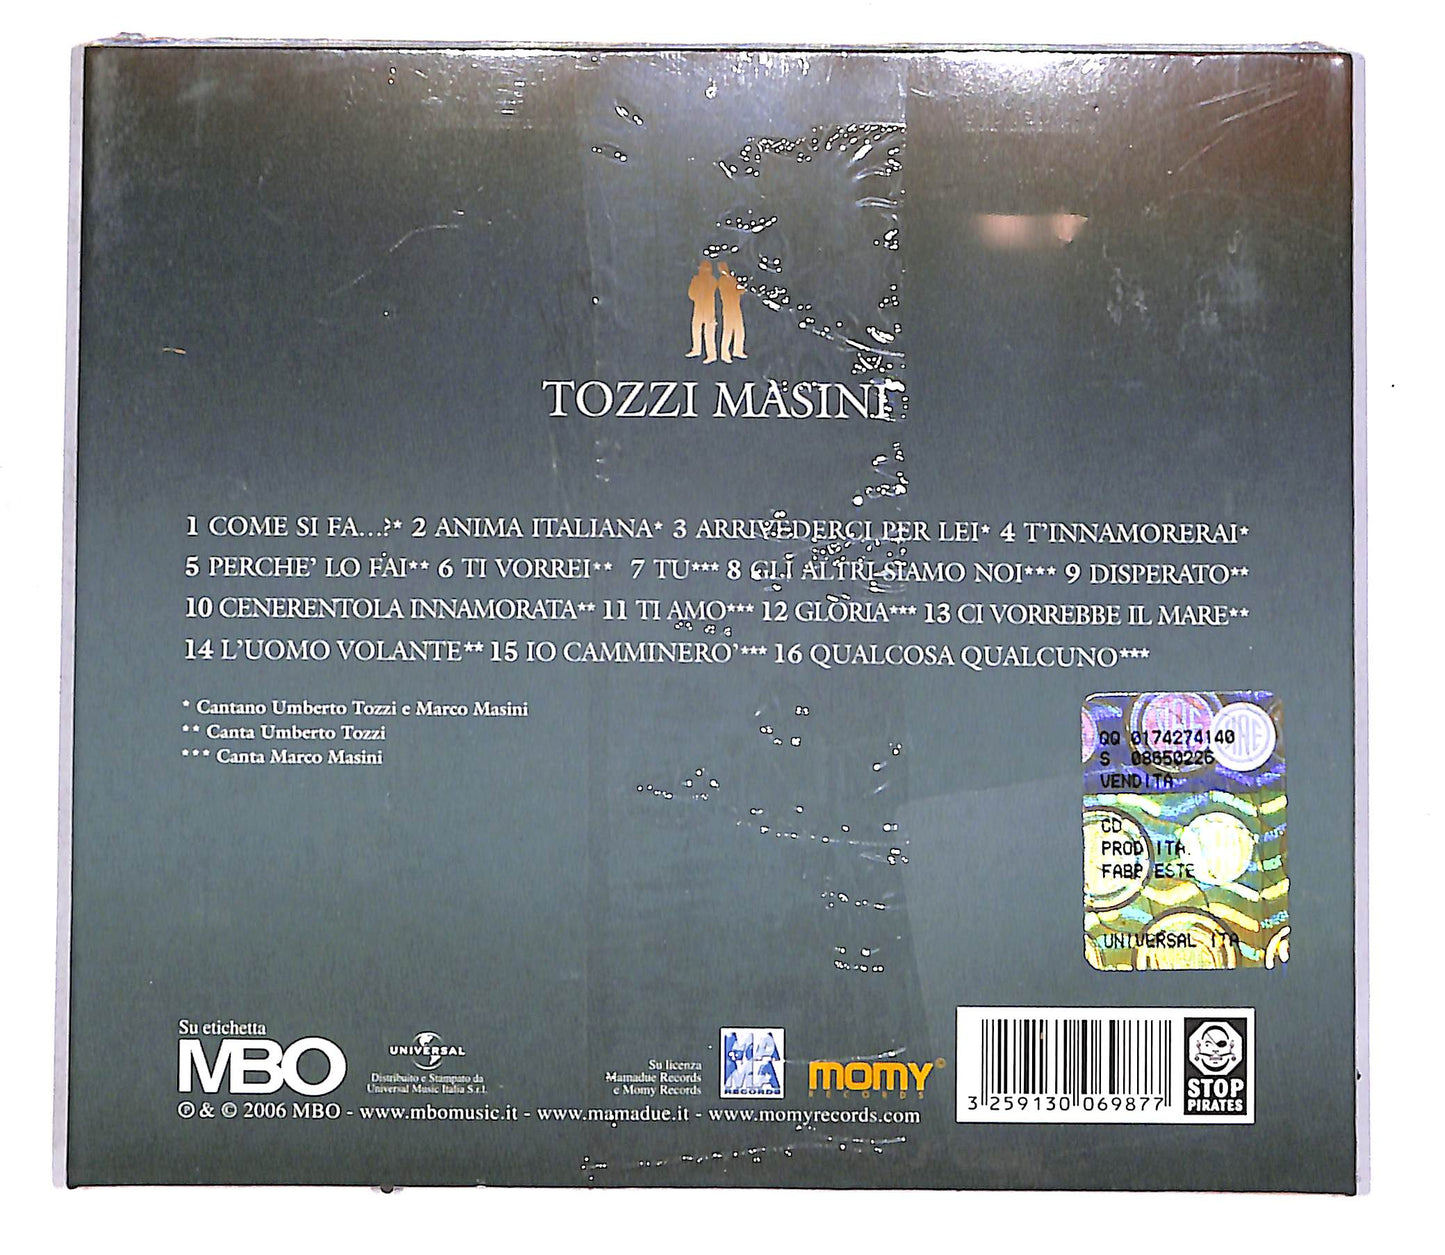 TOZZI MASINI
1 COME SI FA...?* 2 ANIMA ITALIANA* 3 ARRIVEDERCI PER LEI* 4 T'INNAMORERAI*
5 PERCHE' LO FAI** 6 TI VORREI** 7 TU*** 8 GLI ALTRI SIAMO NOI*** 9 DISPERATO**
10 CENERENTOLA INNAMORATA** 11 TI AMO*** 12 GLORIA*** 13 CI VORREBBE IL MARE**
14 L'UOMO VOLANTE** 15 IO CAMMINERO'*** 16 QUALCOSA QUALCUNO***
* Cantano Umberto Tozzi e Marco Masini
** Canta Umberto Tozzi
*** Canta Marco Masini
QQ 0174274140
S 08650226
VENDITA
CD
PROD ITA.
FABP ESTE
UNIVERSAL ITA
Su etichetta
MBO
UNIVERSAL
Distribuito e Stampato da
Universal Music Italia S.r.l.
Su licenza
Mamadue Records
e Momy Records
MA
MA
RECORDS
momy©
RECORDS
℗ & © 2006 MBO - www.mbomusic.it - www.mamadue.it - www.momyrecords.com
3 259130 069877
STOP
PIRATES